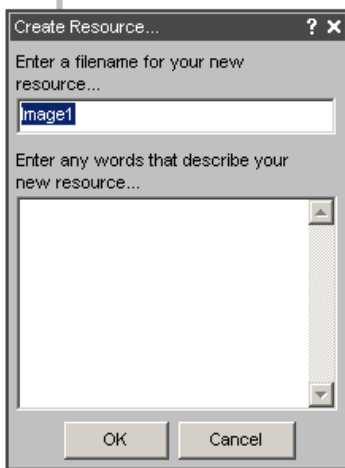 Create Resource... ? ×
Enter a filename for your new
resource...
Image1
Enter any words that describe your
new resource...
OK Cancel